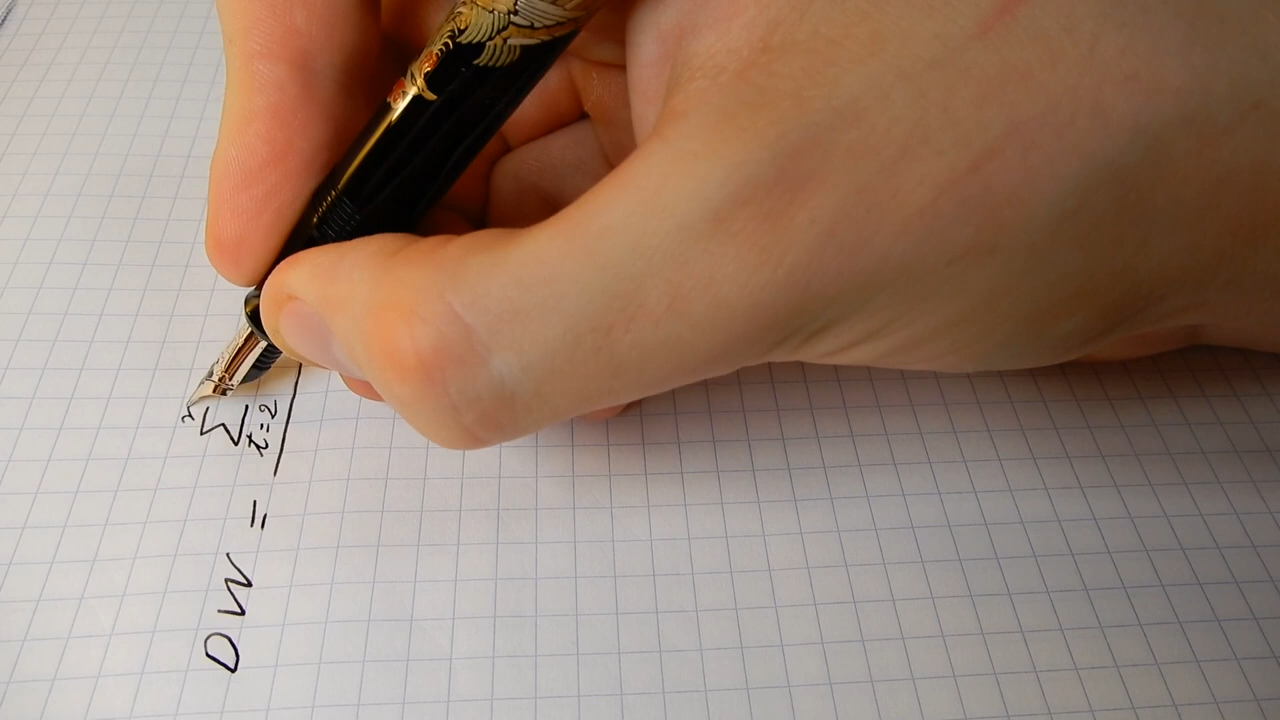 DW = Σ
t=2